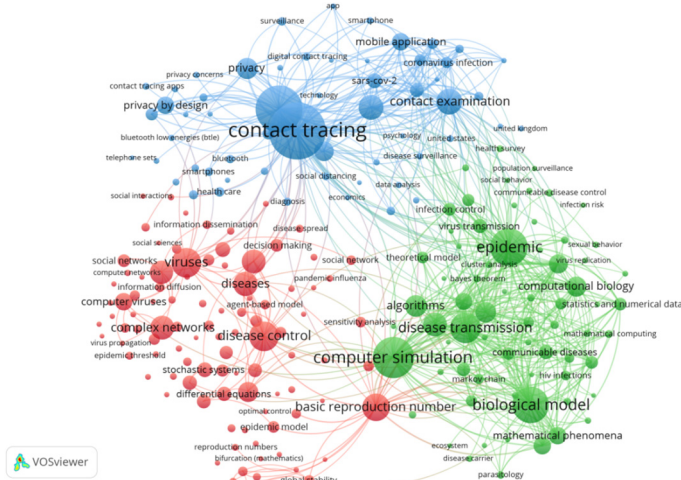 app
surveillance
smartphone
mobile application
digital contact tracing
coronavirus infection
privacy
privacy concerns
sars-cov-2
contact tracing apps
technology
contact examination
privacy by design
contact tracing
united kingdom
bluetooth low energies (btle)
psychology
united states
health survey
telephone sets
bluetooth
disease surveillance
smartphones
population surveillance
social distancing
social behavior
data analysis
social interactions
health care
communicable disease control
diagnosis
economics
infection risk
infection control
information dissemination
disease spread
virus transmission
social sciences
decision making
epidemic
sexual behavior
social networks
viruses
social network
theoretical model
cluster analysis
virus replication
computer networks
pandemic influenza
bayes theorem
information diffusion
diseases
computational biology
computer viruses
agent-based model
algorithms
statistics and numerical data
complex networks
disease control
sensitivity analysis
disease transmission
mathematical computing
virus propagation
epidemic threshold
computer simulation
communicable diseases
stochastic systems
markov chain
hiv infections
differential equations
optimal control
basic reproduction number
biological model
epidemic model
mathematical phenomena
reproduction numbers
ecosystem
bifurcation (mathematics)
disease carrier
parasitology
global stability
VOSviewer